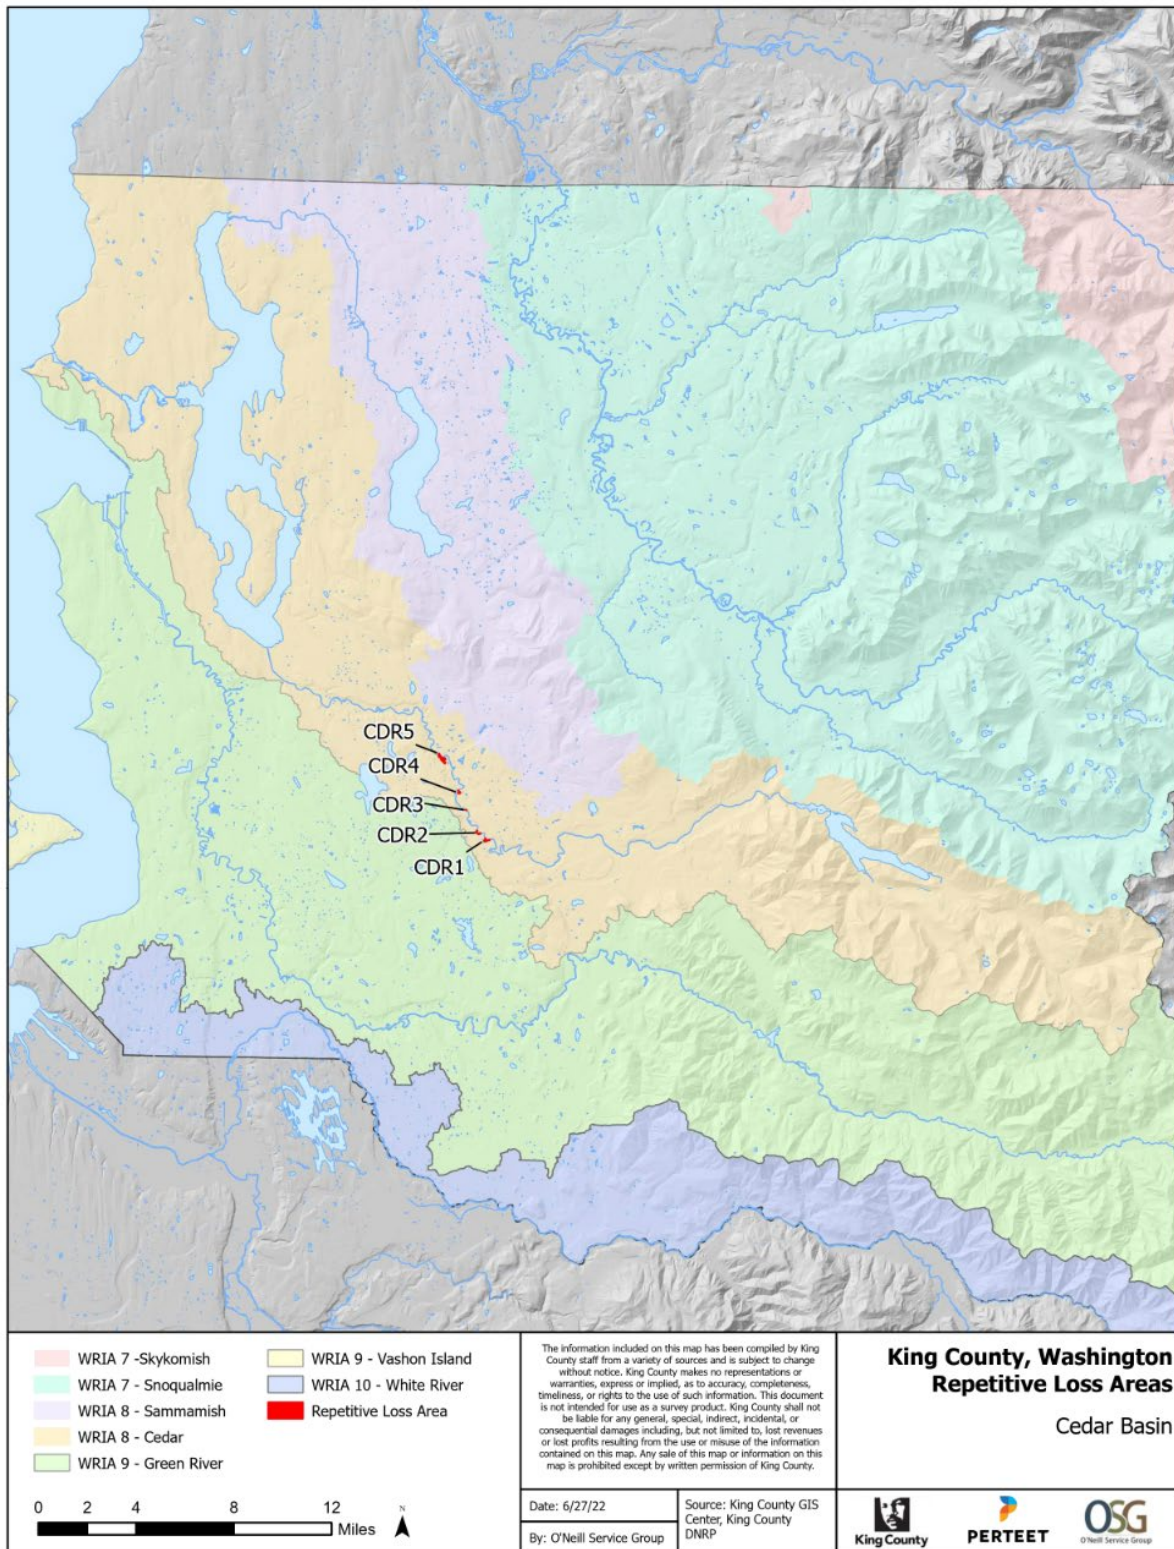 CDR5
CDR4
CDR3
CDR2
CDR1
WRIA 7 -Skykomish
WRIA 7 - Snoqualmie
WRIA 8 - Sammamish
WRIA 8 - Cedar
WRIA 9 - Green River
WRIA 9 - Vashon Island
WRIA 10 - White River
Repetitive Loss Area
0 2 4 8 12
Miles
N
The information included on this map has been compiled by King
County staff from a variety of sources and is subject to change
without notice. King County makes no representations or
warranties, express or implied, as to accuracy, completeness,
timeliness, or rights to the use of such information. This document
is not intended for use as a survey product. King County shall not
be liable for any general, special, indirect, incidental, or
consequential damages including, but not limited to, lost revenues
or lost profits resulting from the use or misuse of the information
contained on this map. Any sale of this map or information on this
map is prohibited except by written permission of King County.
Date: 6/27/22
By: O'Neill Service Group
Source: King County GIS
Center, King County
DNRP
King County, Washington
Repetitive Loss Areas
Cedar Basin
King County
PERTEET
OSG
O'Neill Service Group